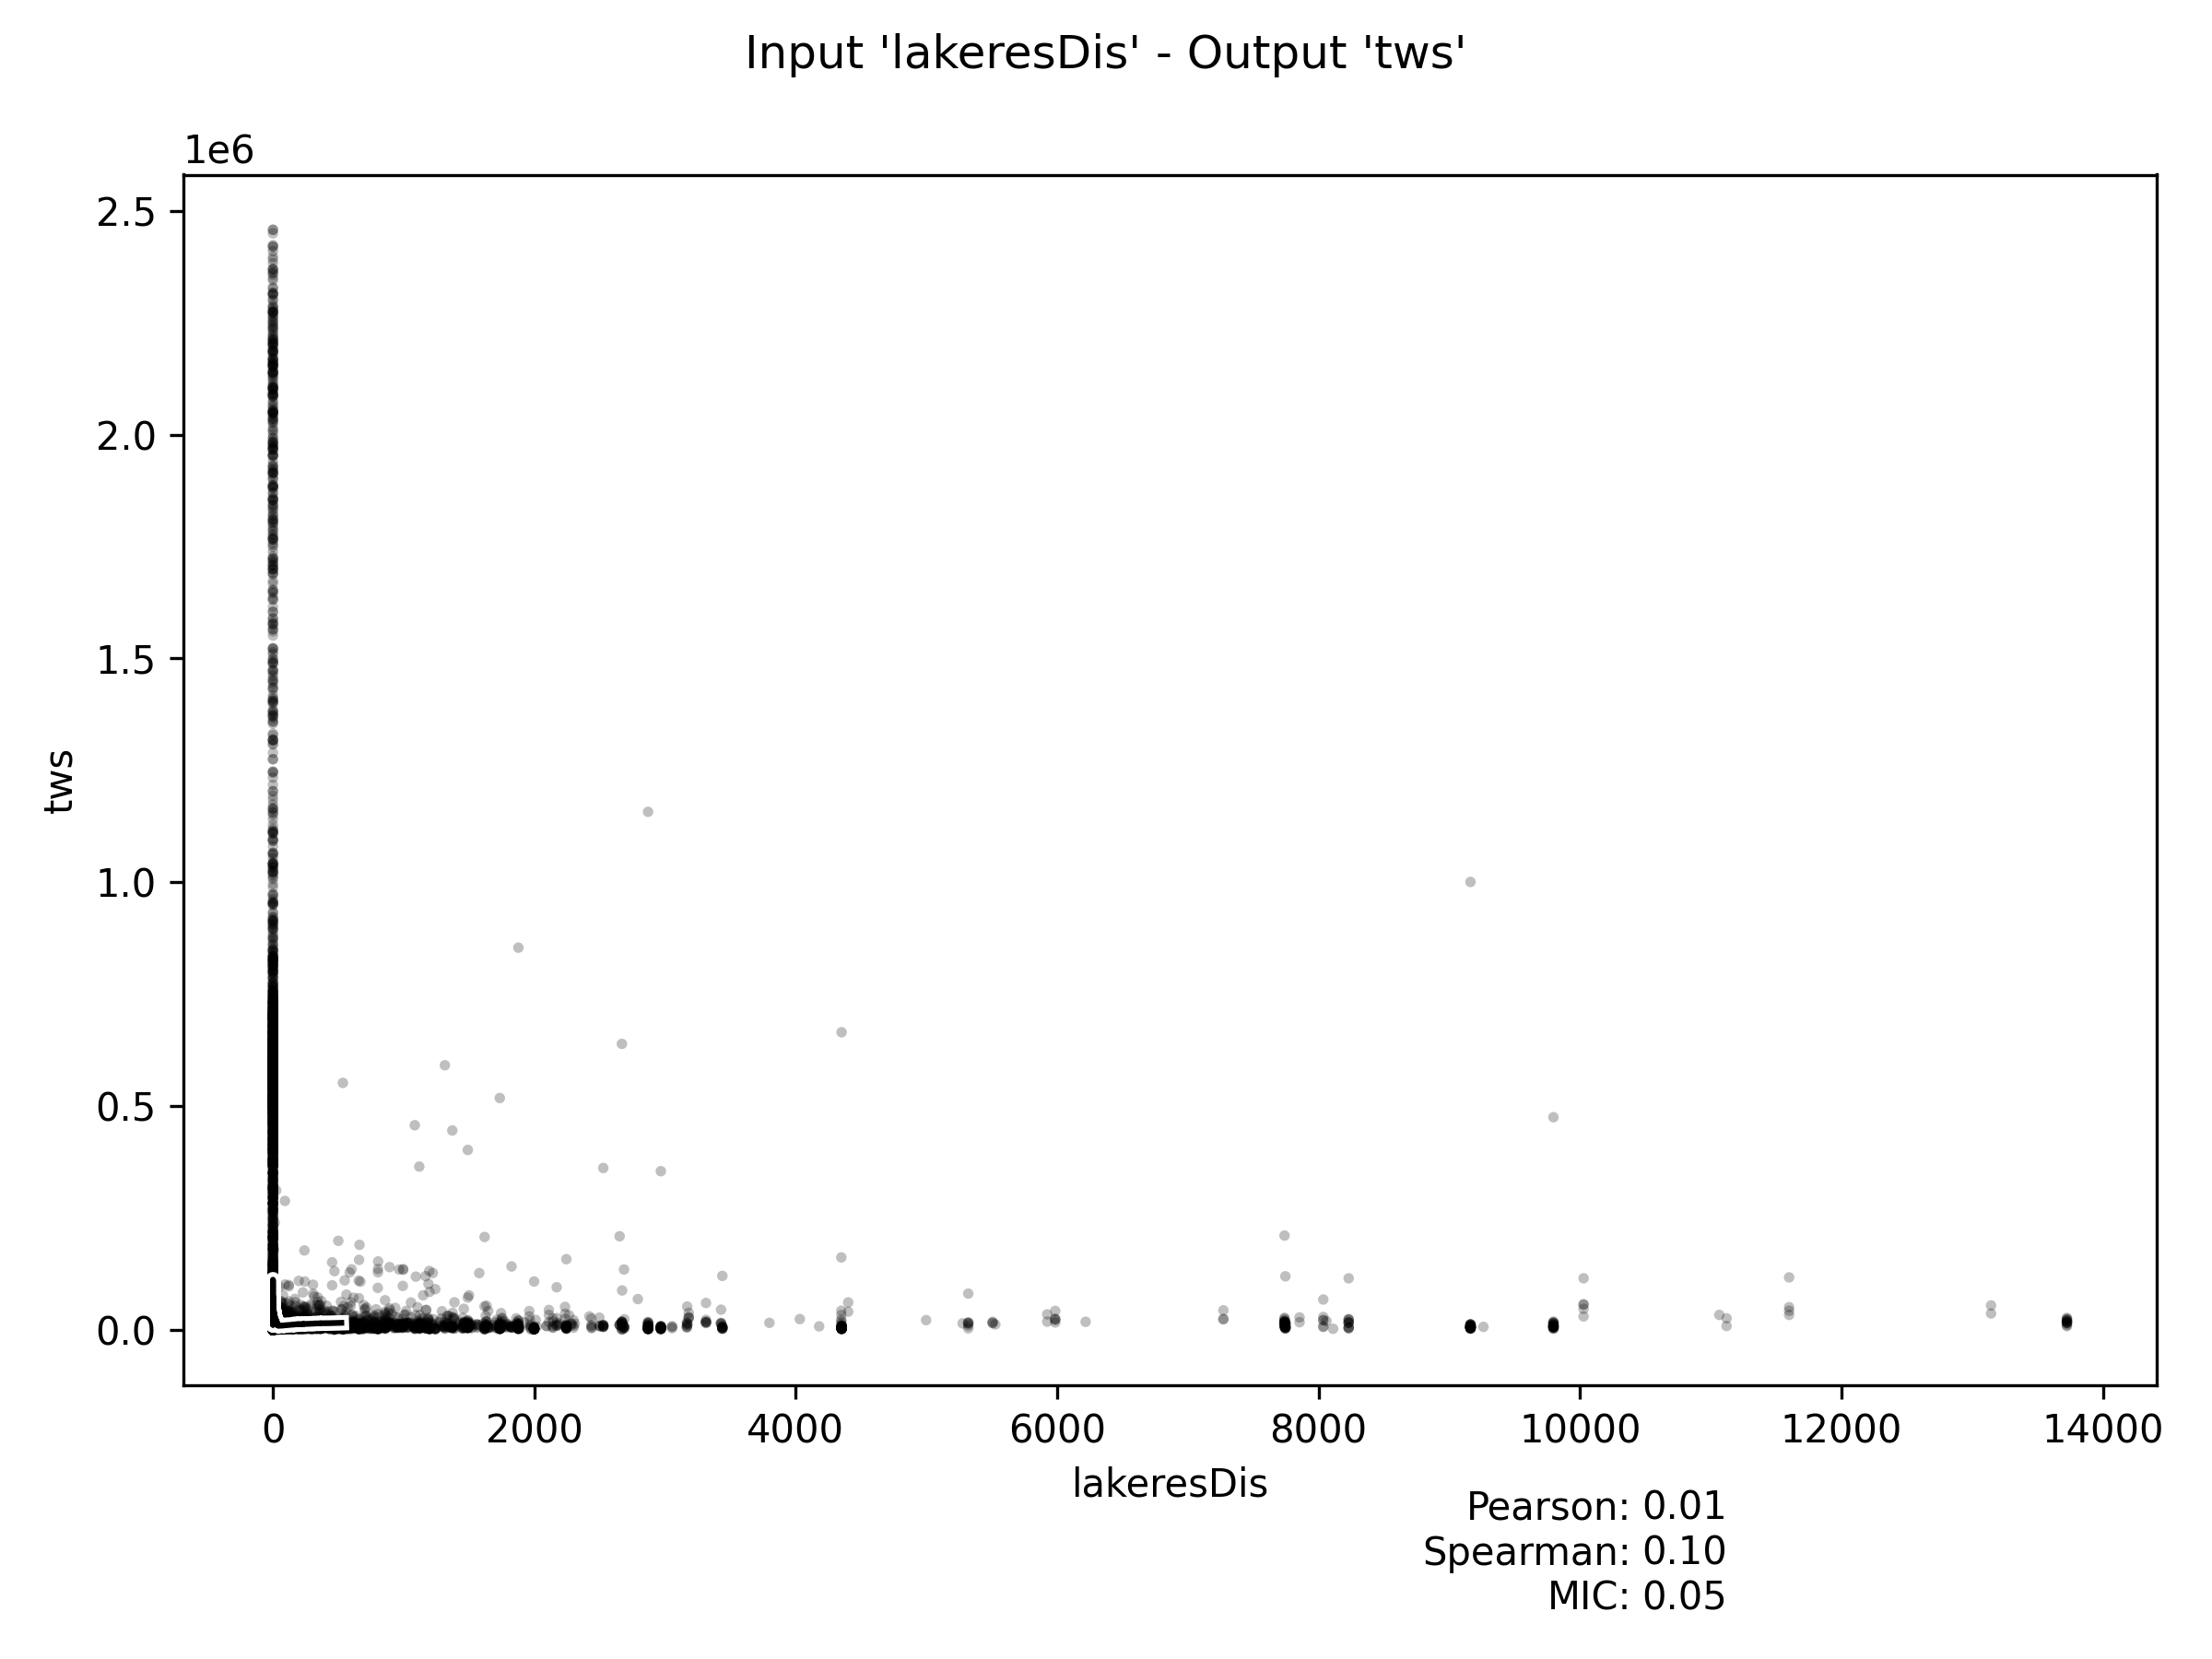 Input 'lakeresDis' - Output 'tws'
1e6
2.5
2.0
1.5
1.0
0.5
0.0
tws
0 2000 4000 6000 8000 10000 12000 14000
lakeresDis
Pearson: 0.01
Spearman: 0.10
MIC: 0.05